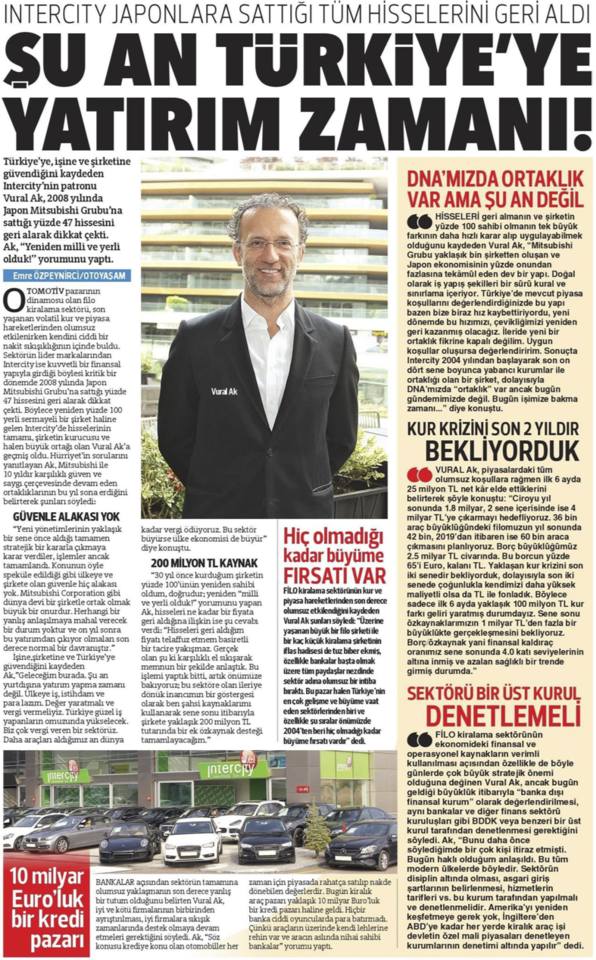 INTERCITY JAPONLARA SATTIĞI TÜM HİSSELERİNİ GERİ ALDI
ŞU AN TÜRKİYE'YE
YATIRIM ZAMANI!
Türkiye'ye, işine ve şirketine
güvendiğini kaydeden
Intercity'nin patronu
Vural Ak, 2008 yılında
Japon Mitsubishi Grubu'na
sattığı yüzde 47 hissesini
geri alarak dikkat çekti.
Ak, "Yeniden milli ve yerli
olduk!" yorumunu yaptı.
Emre ÖZPEYNİRCİ/OTOYAŞAM
OTOMOTİV pazarının
dinamosu olan filo
kiralama sektörü, son
yaşanan volatil kur ve piyasa
hareketlerinden olumsuz
etkilenirken kendini ciddi bir
nakit sıkışıklığının içinde buldu.
Sektörün lider markalarından
Intercity ise kuvvetli bir finansal
yapıyla girdiği böylesi kritik bir
dönemde 2008 yılında Japon
Mitsubishi Grubu'na sattığı yüzde
47 hissesini geri alarak dikkat
çekti. Böylece yeniden yüzde 100
yerli sermayeli bir şirket haline
gelen Intercity'de hisselerinin
tamamı, şirketin kurucusu ve
halen büyük ortağı olan Vural Ak'a
geçmiş oldu. Hürriyet'in sorularını
yanıtlayan Ak, Mitsubishi ile
10 yıldır karşılıklı güven ve
saygı çerçevesinde devam eden
ortaklıklarının bu yıl sona erdiğini
belirterek şunları söyledi:
GÜVENLE ALAKASI YOK
"Yeni yönetimlerinin yaklaşık
bir sene önce aldığı tamamen
stratejik bir kararla çıkmaya
karar verdiler, işlemler ancak
tamamlandı. Konunun öyle
speküle edildiği gibi ülkeye ve
şirkete olan güvenle hiç alakası
yok. Mitsubishi Corporation gibi
dünya devi bir şirketle ortak olmak
büyük bir onurdur. Herhangi bir
yanlış anlaşılmaya mahal verecek
bir durum yoktur ve on yıl sonra
bu yatırımdan çıkıyor olmaları son
derece normal bir davranıştır."
İşine,şirketine ve Türkiye'ye
güvendiğini kaydeden
Ak,"Geleceğim burada. Şu an
yurtdışına yatırım yapma zamanı
değil. Ülkeye iş, istihdam ve
para lazım. Değer yaratmalı ve
vergi vermeliyiz. Türkiye güzel iş
yapanların omuzunda yükselecek.
Biz çok vergi veren bir sektörüz.
Daha araçları aldığımız an dünya
Vural Ak
kadar vergi ödüyoruz. Bu sektör
büyürse ülke ekonomisi de büyür"
diye konuştu.
200 MİLYON TL KAYNAK
"30 yıl önce kurduğum şirketin
yüzde 100'ünün yeniden sahibi
oldum, doğrudur; yeniden "milli
ve yerli olduk!" yorumunu yapan
Ak, hisseleri ne kadar bir fiyata
geri aldığına ilişkin ise şu cevabı
verdi: "Hisseleri geri aldığım
fiyatı telaffuz etmem basiretli
bir tacire yakışmaz. Gerçek
olan şu ki karşılıklı el sıkışarak
memnun bir şekilde anlaştık. Bu
işlemi yaptık bitti, artık önümüze
bakıyoruz; bu sektöre olan ileriye
dönük inancımın bir göstergesi
olarak ben şahsi kaynaklarımı
kullanarak sene sonu itibarıyla
şirkete yaklaşık 200 milyon TL
tutarında bir ek özkaynak desteği
tamamlayacağım."
Hiç olmadığı
kadar büyüme
FIRSATI VAR
FİLO kiralama sektörünün kur ve
piyasa hareketlerinden son derece
olumsuz etkilendiğini kaydeden
Vural Ak şunları söyledi: "Üzerine
yaşanan büyük bir filo şirketi ile
bir kaç küçük kiralama şirketinin
iflas hadisesi de tuz biber ekmiş,
özellikle bankalar başta olmak
üzere tüm paydaşlar nezdinde
sektör adına olumsuz bir intiba
bıraktı. Bu pazar halen Türkiye'nin
en çok gelişme ve büyüme vaat
eden sektörlerinden biri ve
özellikle şu sıralar önümüzde
2004'ten beri hiç olmadığı kadar
büyüme fırsatı vardır" dedi.
DNA'MIZDA ORTAKLIK
VAR AMA ŞU AN DEĞİL
HİSSELERİ geri almanın ve şirketin
yüzde 100 sahibi olmanın tek büyük
farkının daha hızlı karar alıp uygulayabilmek
olduğunu kaydeden Vural Ak, "Mitsubishi
Grubu yaklaşık bin şirketten oluşan ve
Japon ekonomisinin yüzde onundan
fazlasına tekâmül eden dev bir yapı. Doğal
olarak iş yapış şekilleri bir sürü kural ve
sınırlama içeriyor. Türkiye'de mevcut piyasa
koşullarını değerlendirdiğinizde bu yapı
bazen bize biraz hız kaybettiriyordu, yeni
dönemde bu hızımızı, çevikliğimizi yeniden
geri kazanmış olacağız. İleride yeni bir
ortaklık fikrine kapalı değilim. Uygun
koşullar oluşursa değerlendiririm. Sonuçta
Intercity 2004 yılından başlayarak son on
dört sene boyunca yabancı kurumlar ile
ortaklığı olan bir şirket, dolayısıyla
DNA'mızda "ortaklık" var ancak bugün
gündemimizde değil. Bugün işimize bakma
zamanı..." diye konuştu.
KUR KRİZİNİ SON 2 YILDIR
BEKLİYORDUK
VURAL Ak, piyasalardaki tüm
olumsuz koşullara rağmen ilk 6 ayda
25 milyon TL net kâr elde ettiklerini
belirterek şöyle konuştu: "Ciroyu yıl
sonunda 1.8 milyar, 2 sene içerisinde ise 4
milyar TL'ye çıkarmayı hedefliyoruz. 36 bin
araç büyüklüğündeki filomuzun yıl sonunda
42 bin, 2019'dan itibaren ise 60 bin araca
çıkmasını planlıyoruz. Borç büyüklüğümüz
2.5 milyar TL civarında. Bu borcun yüzde
65'i Euro, kalanı TL. Yaklaşan kur krizini son
iki senedir bekliyorduk, dolayısıyla son iki
senede çoğunlukla kendimizi daha yüksek
maliyetli olsa da TL ile fonladık. Böylece
sadece ilk 6 ayda yaklaşık 100 milyon TL kur
farkı geliri yaratmış durumdayız. Sene sonu
özkaynaklarımızın 1 milyar TL'den fazla bir
büyüklükte gerçekleşmesini bekliyoruz.
Borç/özkaynak yani finansal kaldıraç
oranımız sene sonunda 4.0 katı seviyelerinin
altına inmiş ve azalan sağlıklı bir trende
girmiş durumda."
SEKTÖRÜ BİR ÜST KURUL
DENETLEMELİ
FİLO kiralama sektörünün
ekonomideki finansal ve
operasyonel kaynakların verimli
kullanılması açısından özellikle de böyle
günlerde çok büyük stratejik önemi
olduğuna değinen Vural Ak, ancak bugün
geldiği büyüklük itibarıyla "banka dışı
finansal kurum" olarak değerlendirilmesi,
aynı bankalar ve diğer finans sektörü
kuruluşları gibi BDDK veya benzeri bir üst
kurul tarafından denetlenmesi gerektiğini
söyledi. Ak, "Bunu daha önce
söylediğimde bir çok kişi itiraz etmişti.
Bugün haklı olduğum anlaşıldı. Bu tüm
modern ülkelerde böyledir. Sektörün
disiplin altında olması, asgari giriş
şartlarının belirlenmesi, hizmetlerin
tarifleri vs. bu kurum tarafından yapılmalı
ve denetlenmelidir. Amerika'yı yeniden
keşfetmeye gerek yok, İngiltere'den
ABD'ye kadar her yerde kiralık araç işi
devletin özel mali piyasaları denetleyen
kurumlarının denetimi altında yapılır" dedi.
intercity
intercity
10 milyar
Euro'luk
bir kredi
pazarı
BANKALAR açısından sektörün tamamına
olumsuz yaklaşmanın son derece yanlış
bir tutum olduğunu belirten Vural Ak,
iyi ve kötü firmalarının birbirinden
ayrıştırılması, iyi firmalara sıkışık
zamanlarında destek olmaya devam
etmeleri gerektiğini söyledi. Ak, "Söz
konusu krediye konu olan otomobiller her
zaman için piyasada rahatça satılıp nakde
dönebilen değerlerdir. Bugün kiralık
araç pazarı yaklaşık 10 milyar Euro'luk
bir kredi pazarı haline geldi. Hiçbir
banka ciddi oyuncularda para batırmadı.
Çünkü araçların üzerinde kendi lehlerine
rehin var ve aracın aslında nihai sahibi
bankalar" yorumu yaptı.